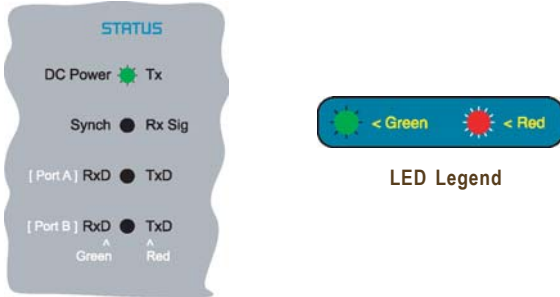 STATUS
DC Power Tx
Synch Rx Sig
[ Port A ] RxD TxD
[ Port B ] RxD TxD
^ ^
Green Red
< Green < Red
LED Legend